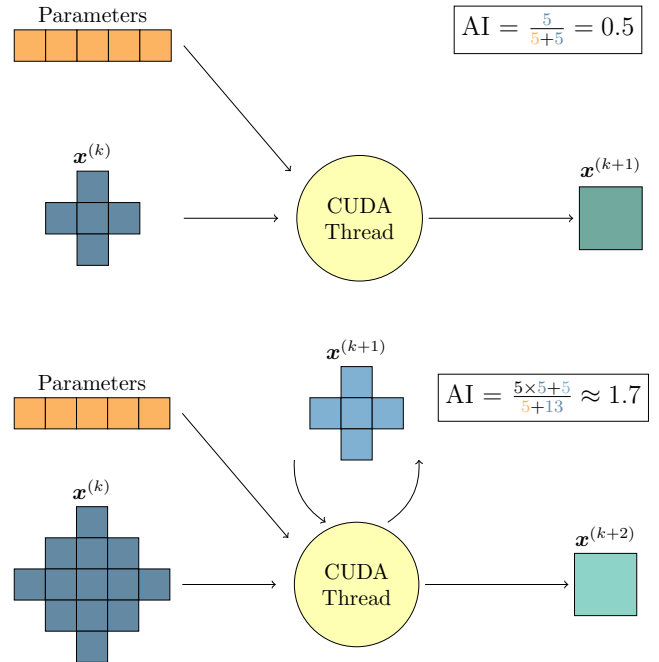 Parameters
AI = 5/(5+5) = 0.5
x^(k)
x^(k+1)
CUDA
Thread
x^(k+1)
Parameters
AI = (5×5+5)/(5+13) ≈ 1.7
x^(k)
x^(k+2)
CUDA
Thread